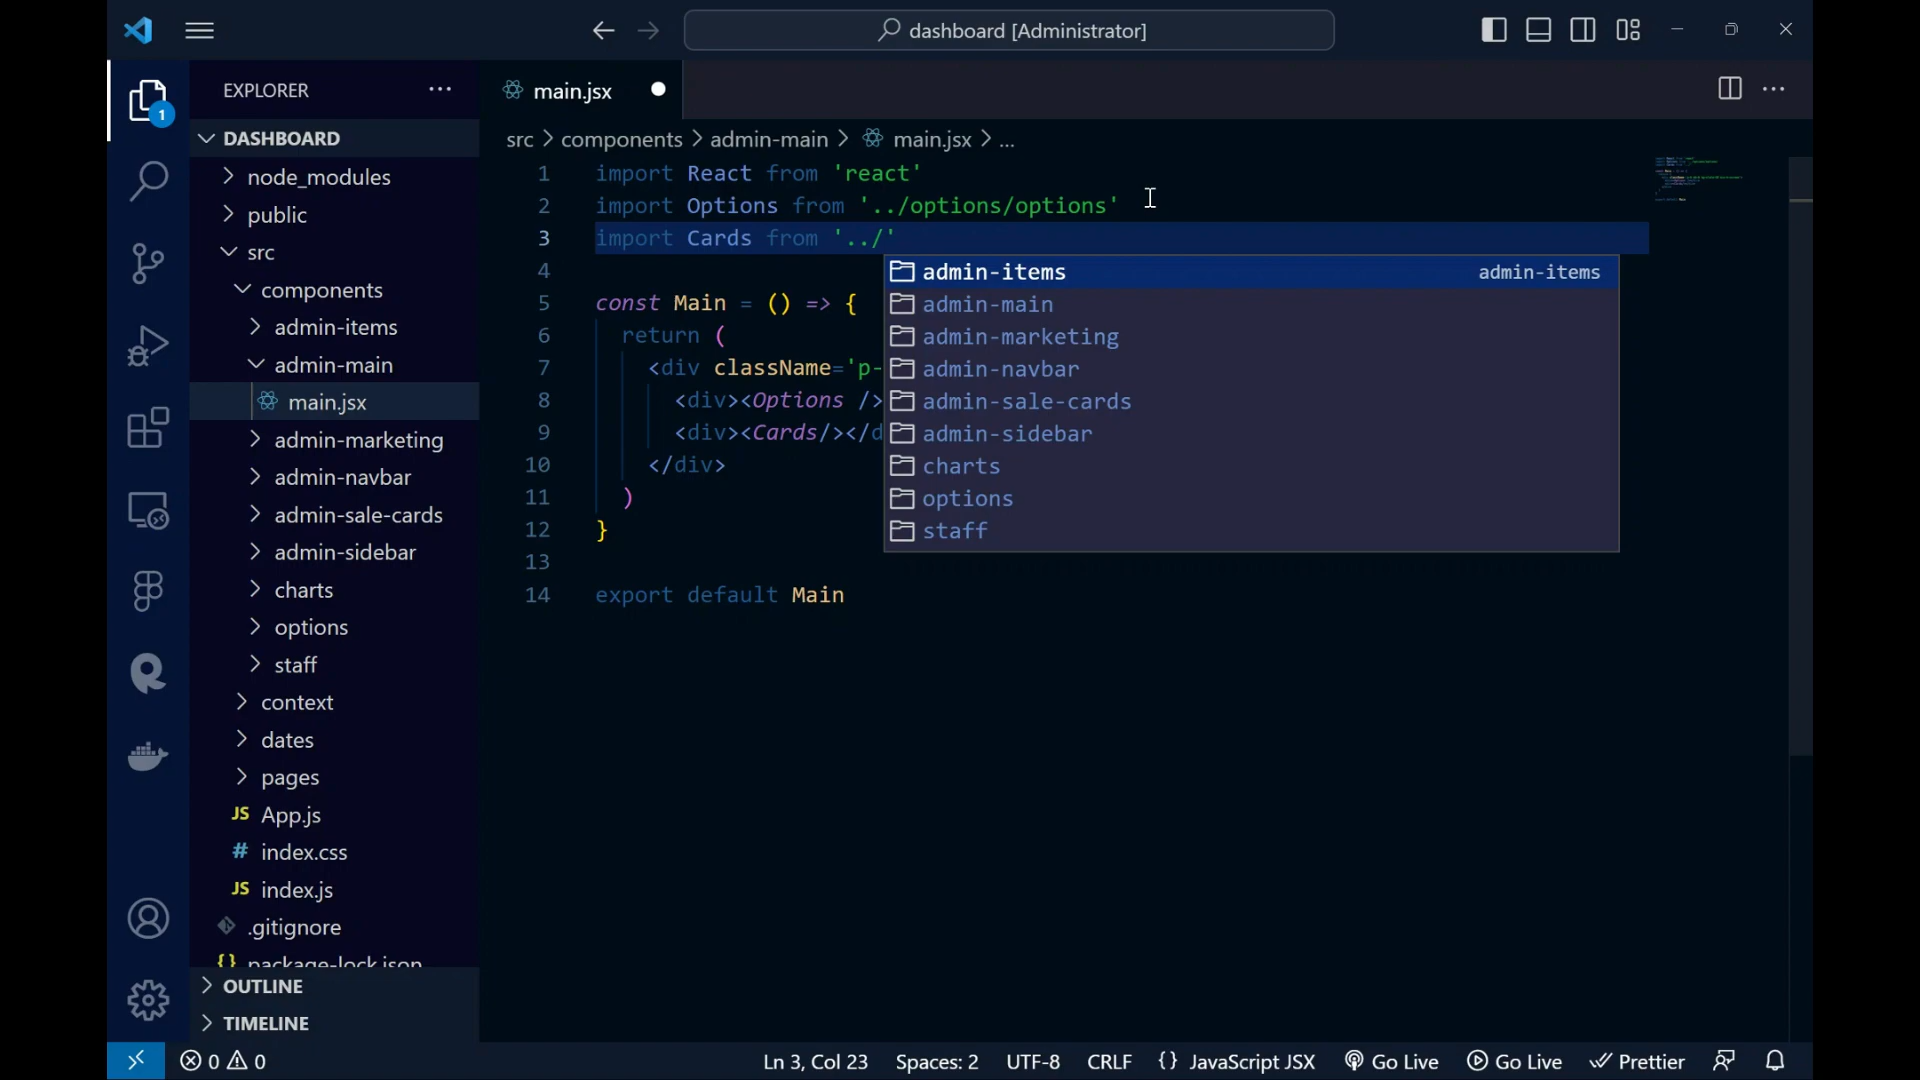 dashboard [Administrator]
EXPLORER
main.jsx
1
DASHBOARD
node_modules
public
src
components
admin-items
admin-main
main.jsx
admin-marketing
admin-navbar
admin-sale-cards
admin-sidebar
charts
options
staff
context
dates
pages
JS App.js
# index.css
JS index.js
.gitignore
{} package-lock.json
OUTLINE
TIMELINE
src > components > admin-main > main.jsx > ...
1 import React from 'react'
2 import Options from '../options/options'
3 import Cards from '../'
4
5 const Main = () => {
6 return (
7 <div className='p-
8 <div><Options />
9 <div><Cards/></d
10 </div>
11 )
12 }
13
14 export default Main
admin-items admin-items
admin-main
admin-marketing
admin-navbar
admin-sale-cards
admin-sidebar
charts
options
staff
0 0 Ln 3, Col 23 Spaces: 2 UTF-8 CRLF {} JavaScript JSX Go Live Go Live Prettier